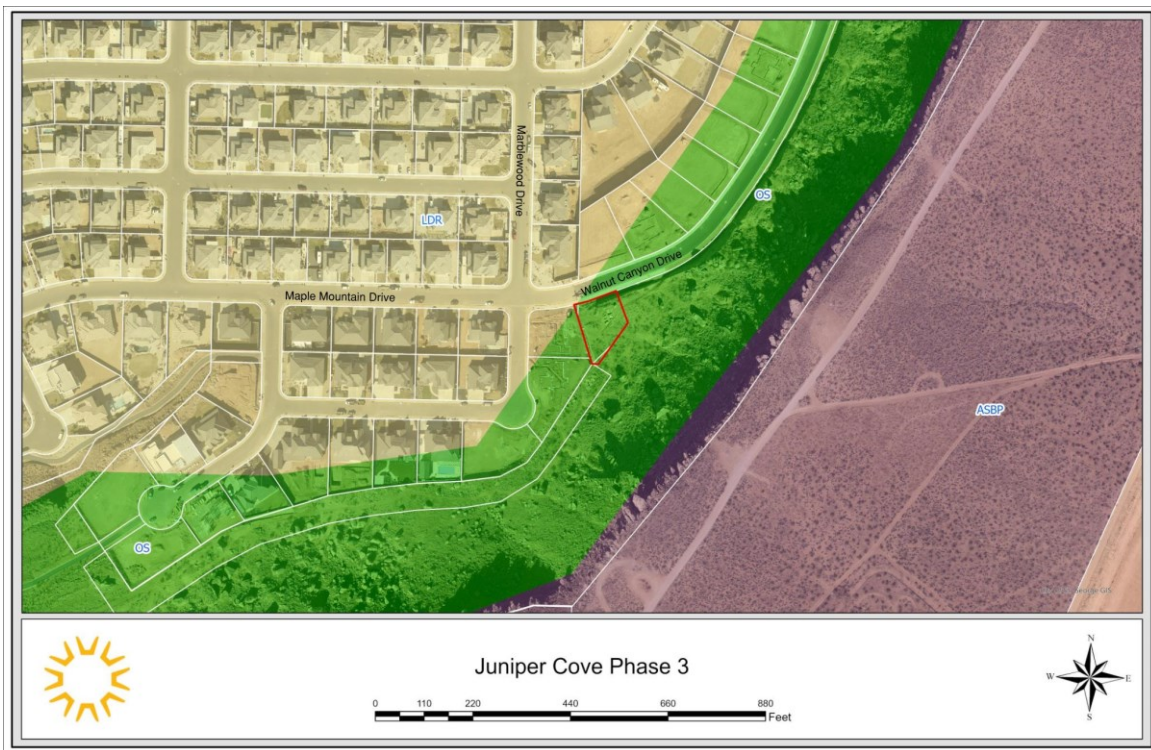 Marblewood Drive
LDR
OS
Walnut Canyon Drive
Maple Mountain Drive
ASBP
OS
Juniper Cove Phase 3
0 110 220 440 660 880
Feet
N
W E
S